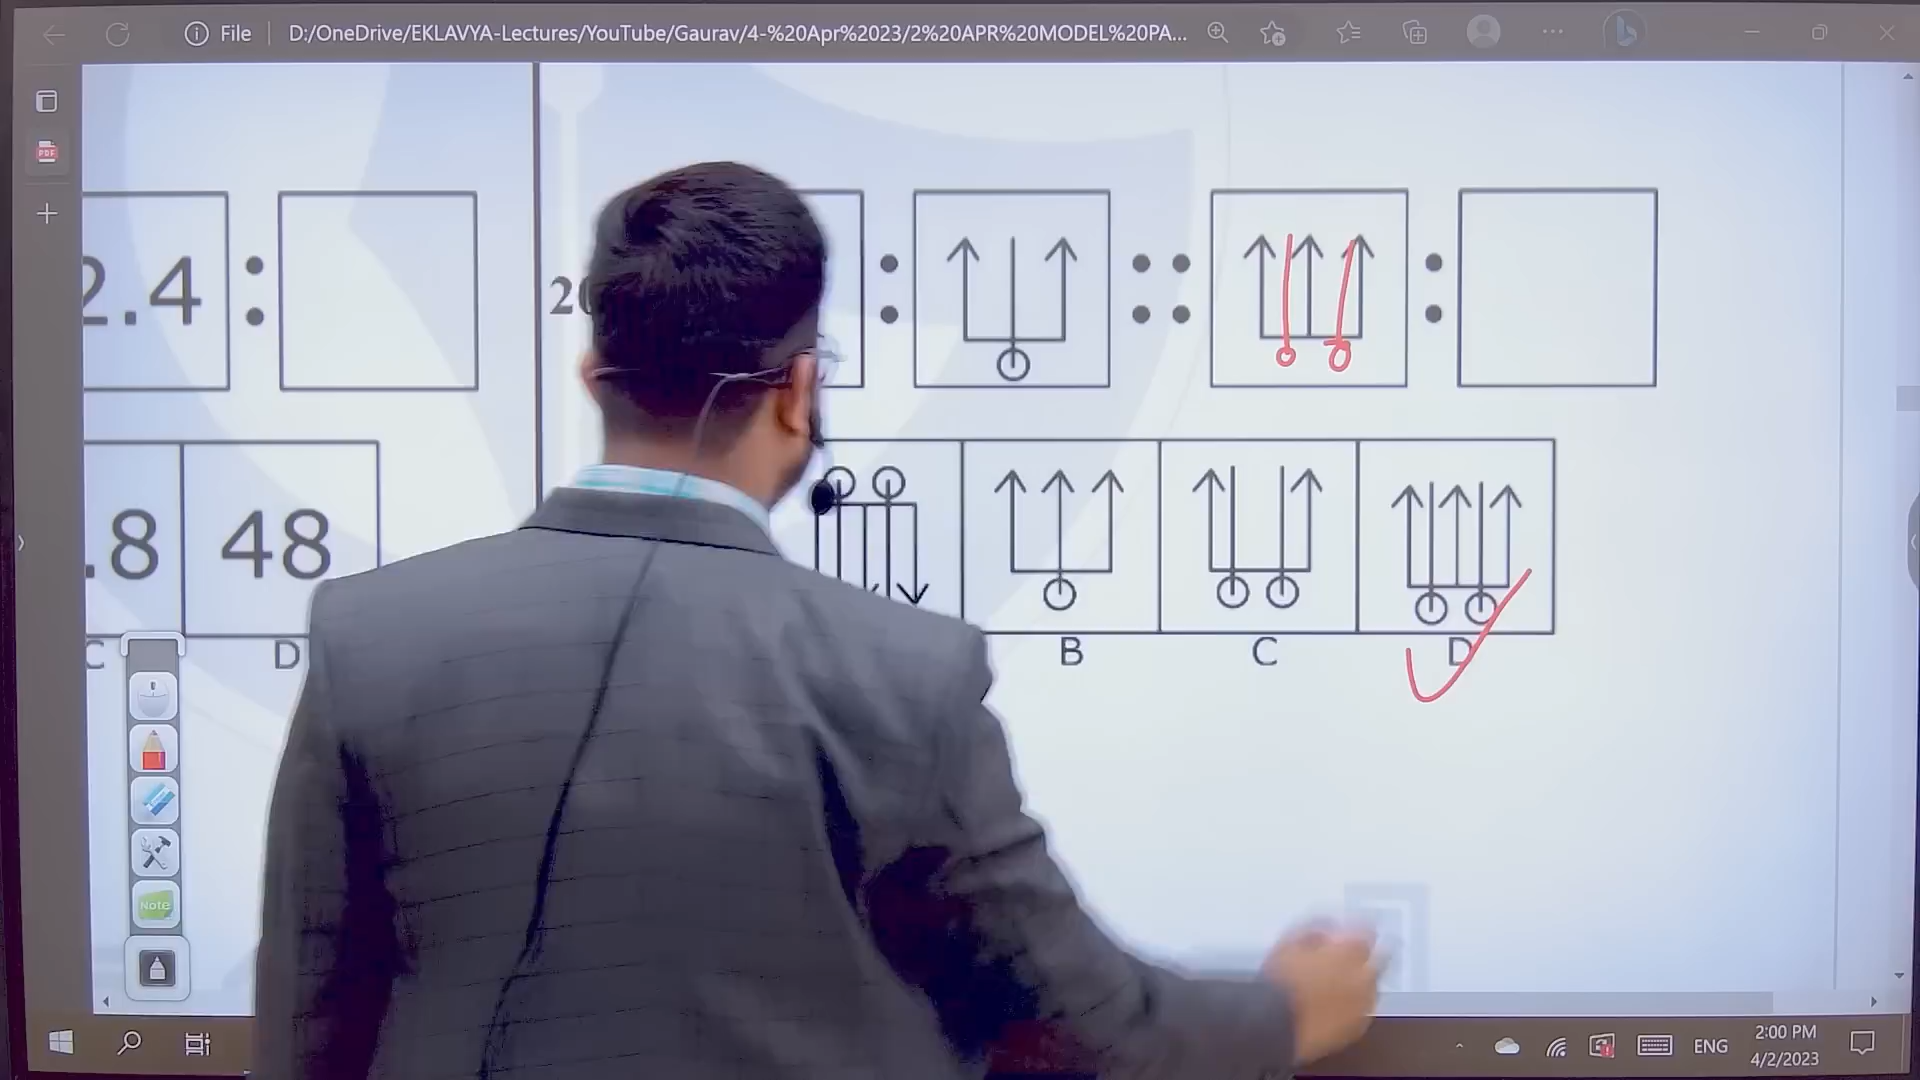 File
D:/OneDrive/EKLAVYA-Lectures/YouTube/Gaurav/4-%20Apr%2023/2%20APR%20MODEL%20PA...
PDF
2.4
.8 48
C D
B C D
Note
ENG
2:00 PM
4/2/2023